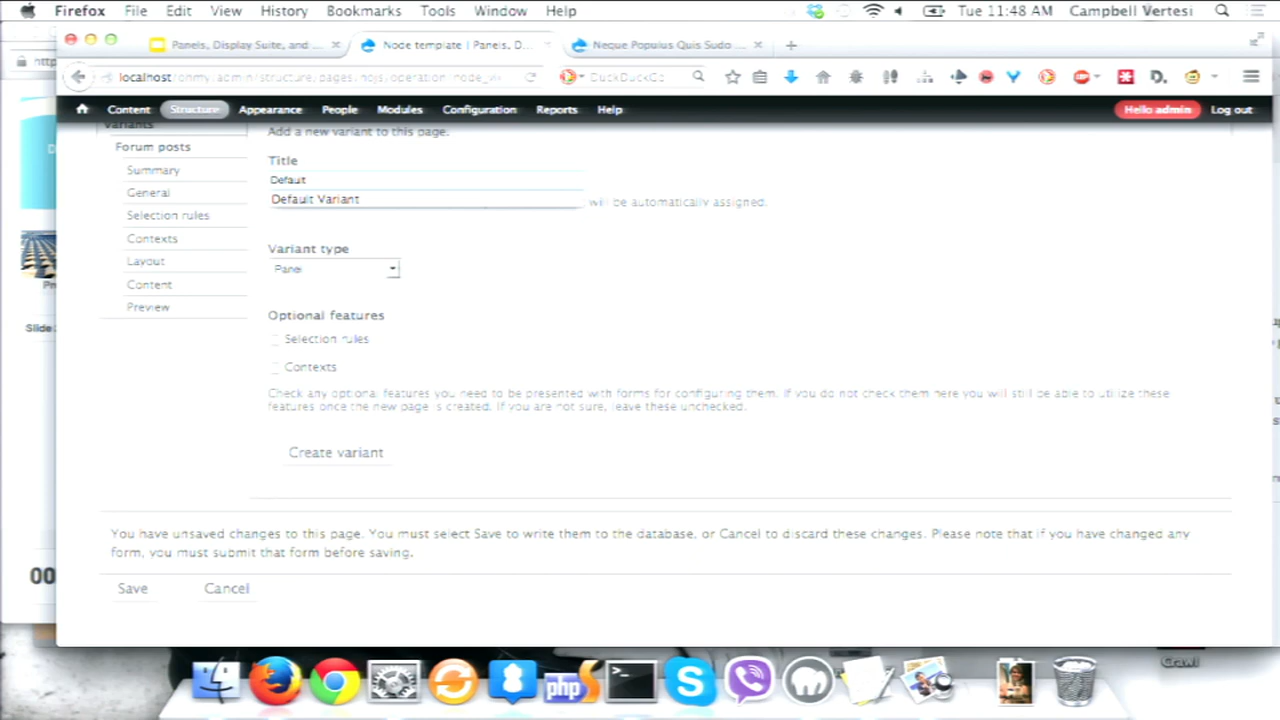 Firefox File Edit View History Bookmarks Tools Window Help Tue 11:48 AM Campbell Vertesi
Panels, Display Suite, and ... Node template | Panels, D... Neque Populus Quis Sudo ...
localhost DuckDuckGo
Content Structure Appearance People Modules Configuration Reports Help Hello admin Log out
Variants
Add a new variant to this page.
Forum posts
Title
Summary
Default
General
Default Variant
will be automatically assigned.
Selection rules
Contexts
Variant type
Layout
Panel
Content
Preview
Optional features
Slide
Selection rules
Contexts
Check any optional features you need to be presented with forms for configuring them. If you do not check them here you will still be able to utilize these
features once the new page is created. If you are not sure, leave these unchecked.
Create variant
You have unsaved changes to this page. You must select Save to write them to the database, or Cancel to discard these changes. Please note that if you have changed any
form, you must submit that form before saving.
00
Save Cancel
php
Crawl